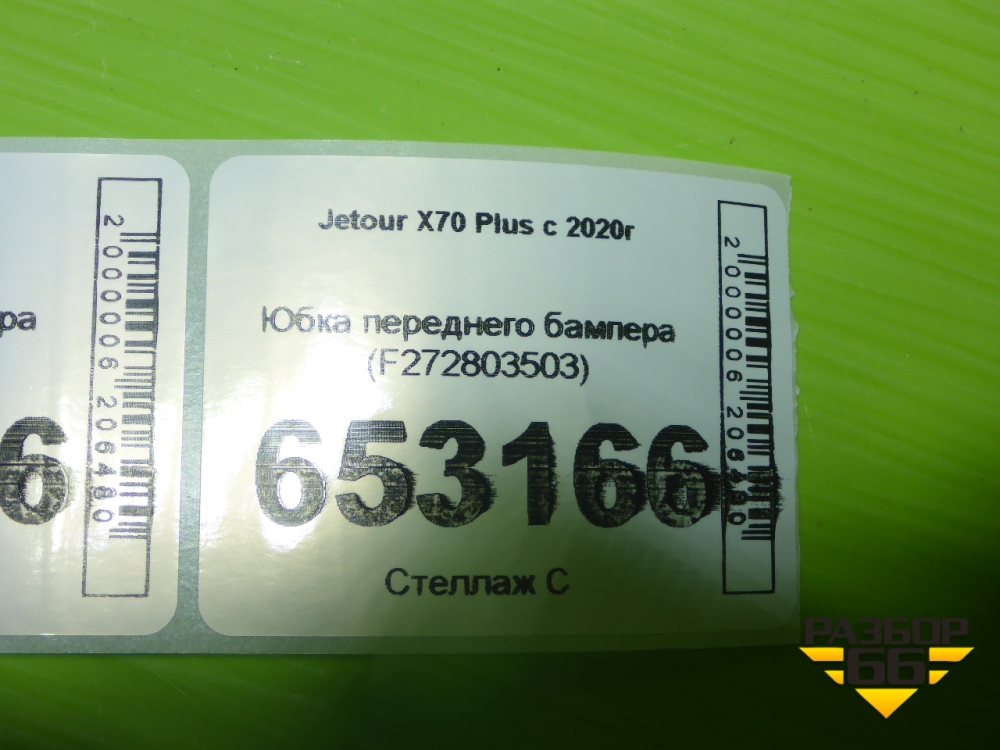 ра
6
2000006206480
Jetour X70 Plus с 2020г
Юбка переднего бампера
(F272803503)
653166
Стеллаж С
2000006206480
РАЗБОР
66